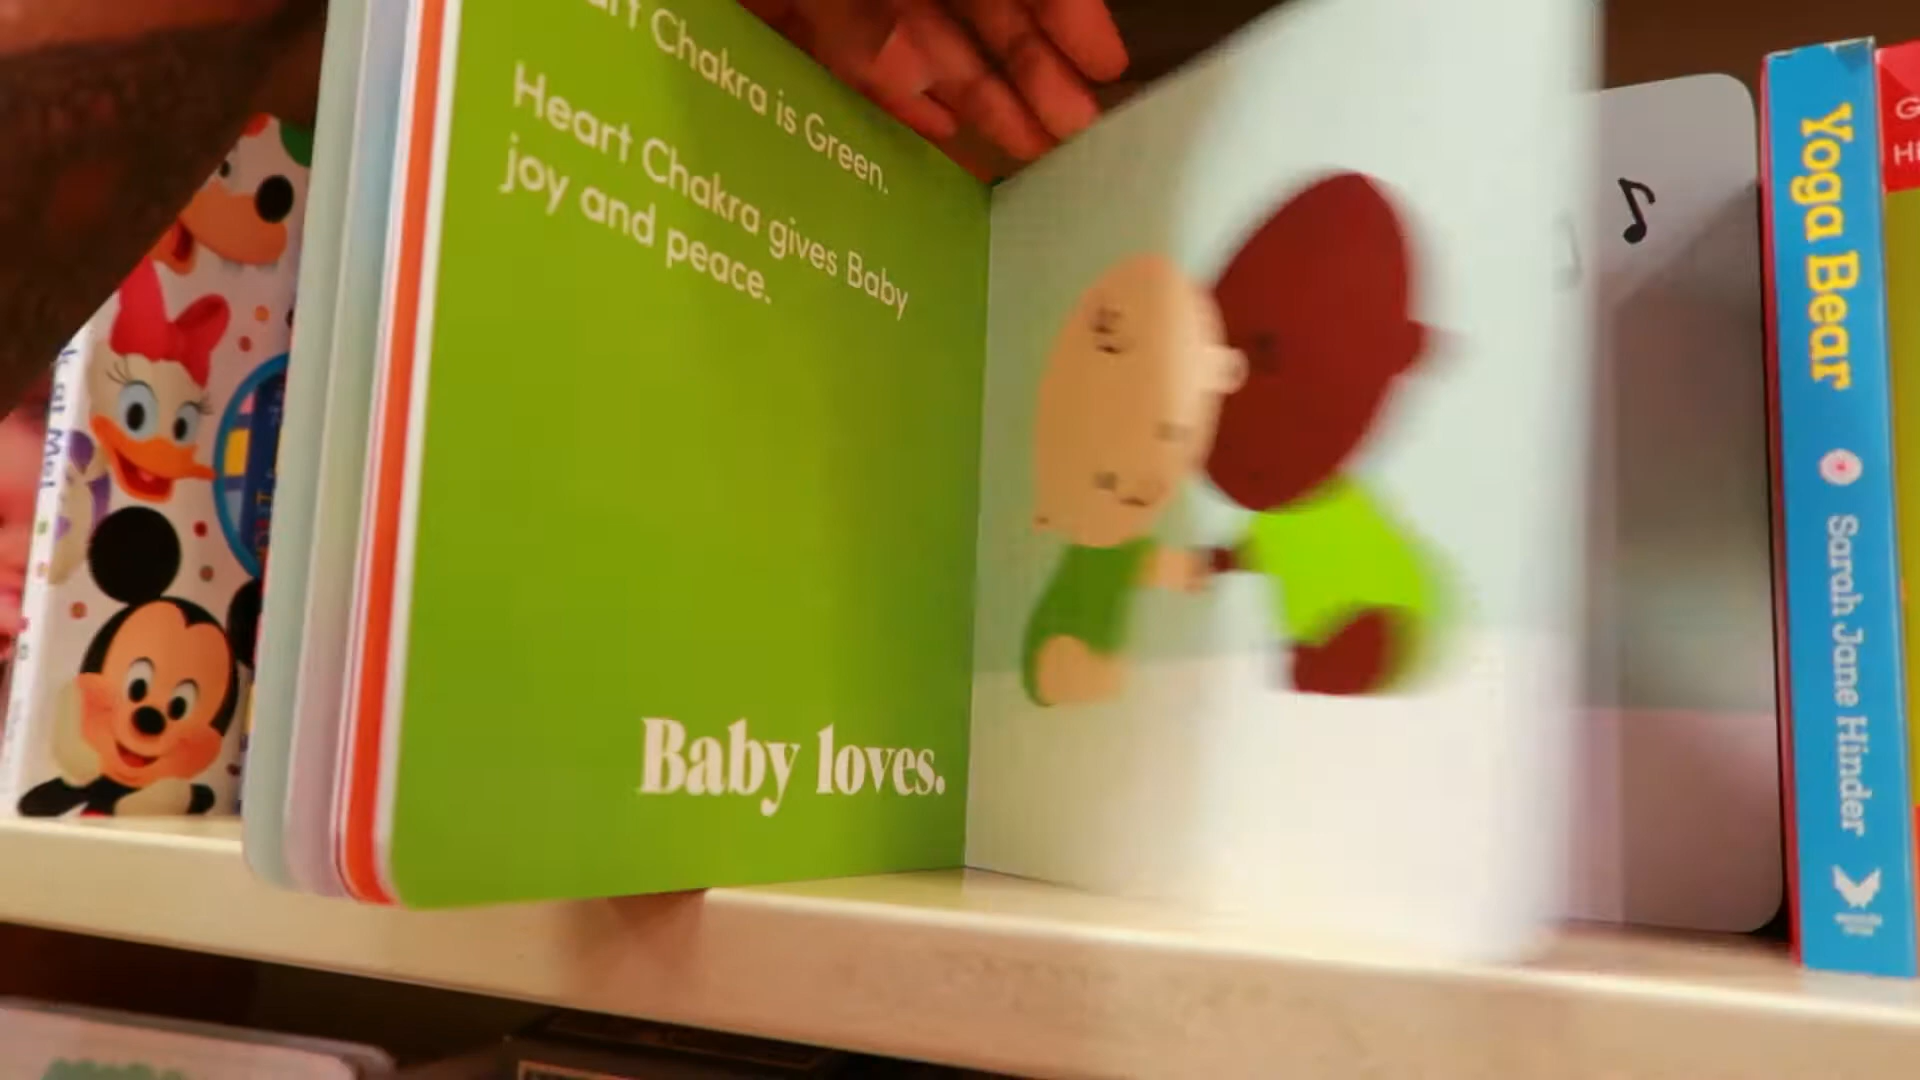 Chakra is Green.
Heart Chakra gives Baby
joy and peace.
Baby loves.
Yoga Bear
Sarah Jane Hinder